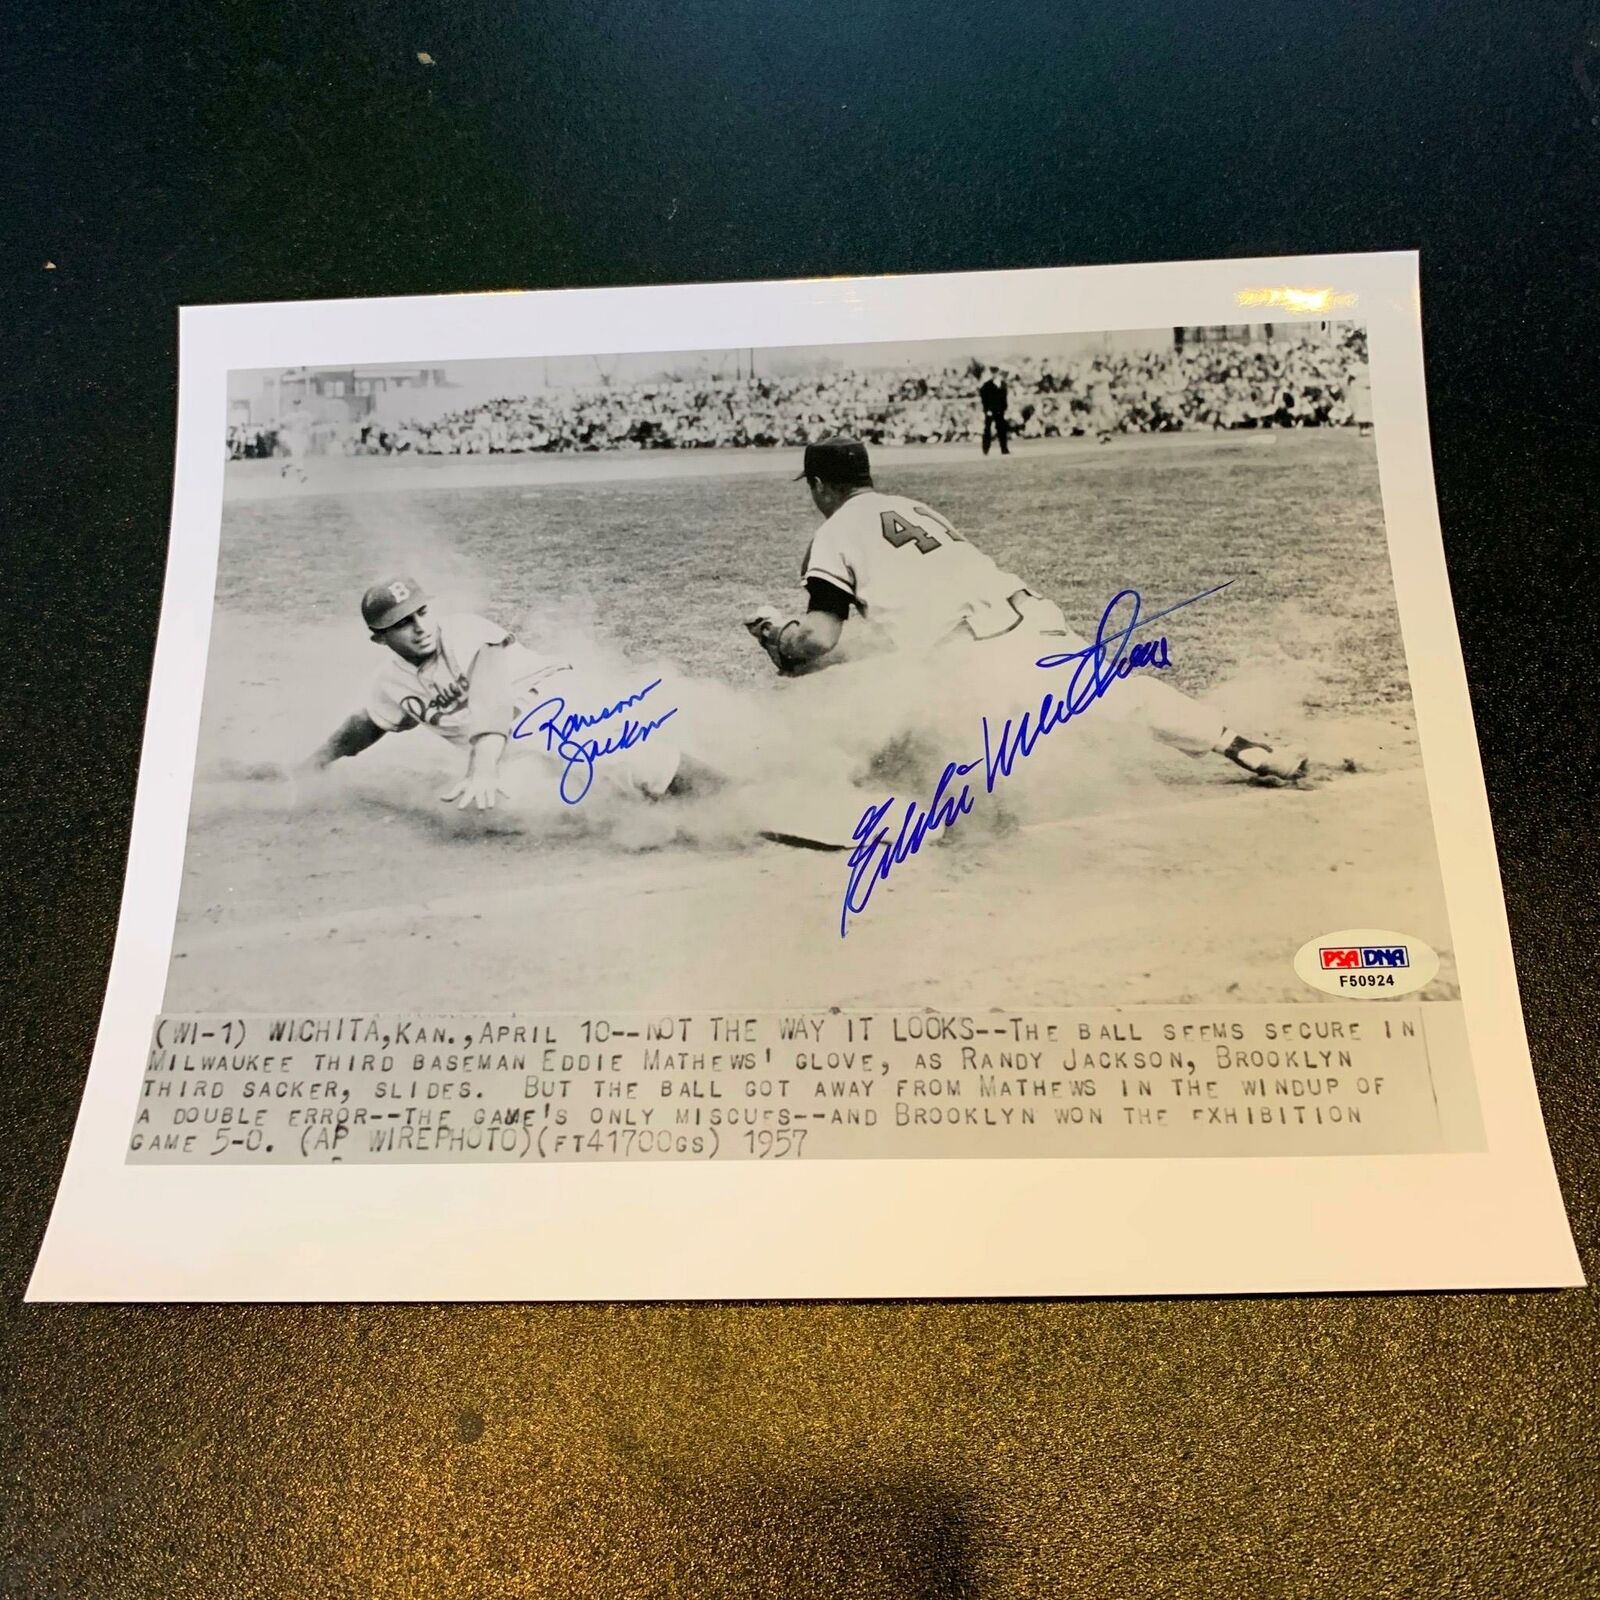 B
41
Dodgers
Ransom
Jackson
Eddie Mathews
PSA DNA
F50924
(WI-1) WICHITA, KAN., APRIL 10--NOT THE WAY IT LOOKS--THE BALL SEEMS SECURE IN
MILWAUKEE THIRD BASEMAN EDDIE MATHEWS' GLOVE, AS RANDY JACKSON, BROOKLYN
THIRD SACKER, SLIDES. BUT THE BALL GOT AWAY FROM MATHEWS IN THE WINDUP OF
A DOUBLE ERROR--THE GAME'S ONLY MISCUES--AND BROOKLYN WON THE EXHIBITION
GAME 5-0. (AP WIREPHOTO)(FT41700GS) 1957